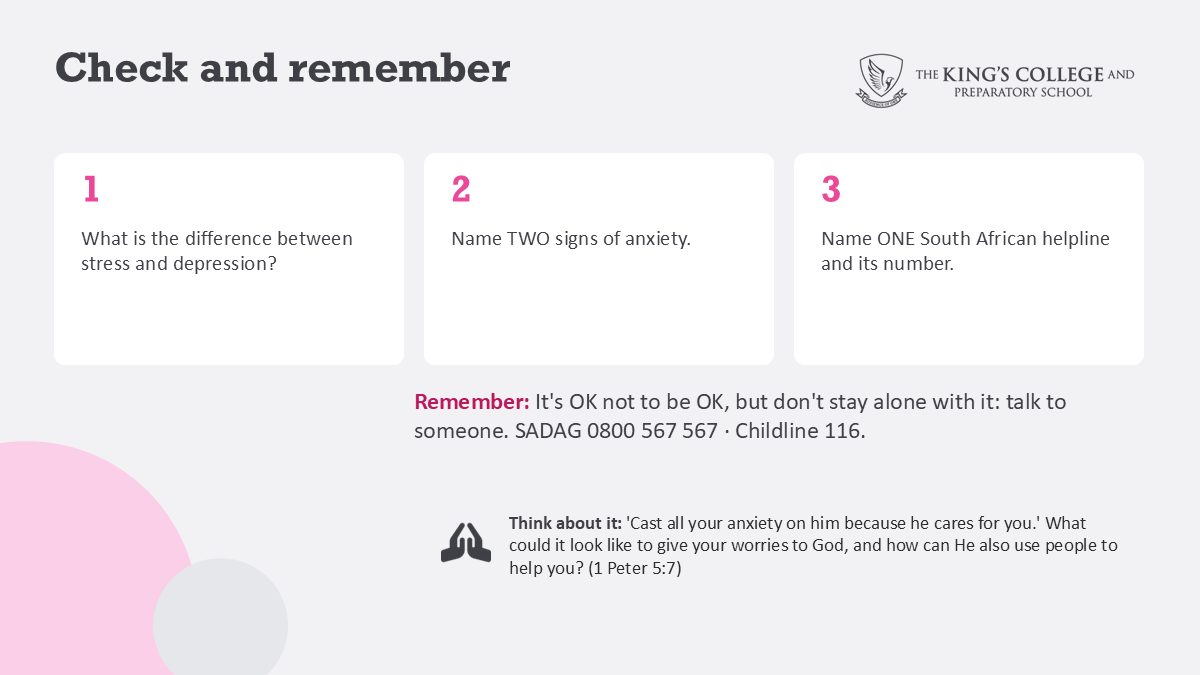 Check and remember
THE KING'S COLLEGE AND
PREPARATORY SCHOOL
1
What is the difference between
stress and depression?
2
Name TWO signs of anxiety.
3
Name ONE South African helpline
and its number.
Remember: It's OK not to be OK, but don't stay alone with it: talk to
someone. SADAG 0800 567 567 · Childline 116.
Think about it: 'Cast all your anxiety on him because he cares for you.' What
could it look like to give your worries to God, and how can He also use people to
help you? (1 Peter 5:7)